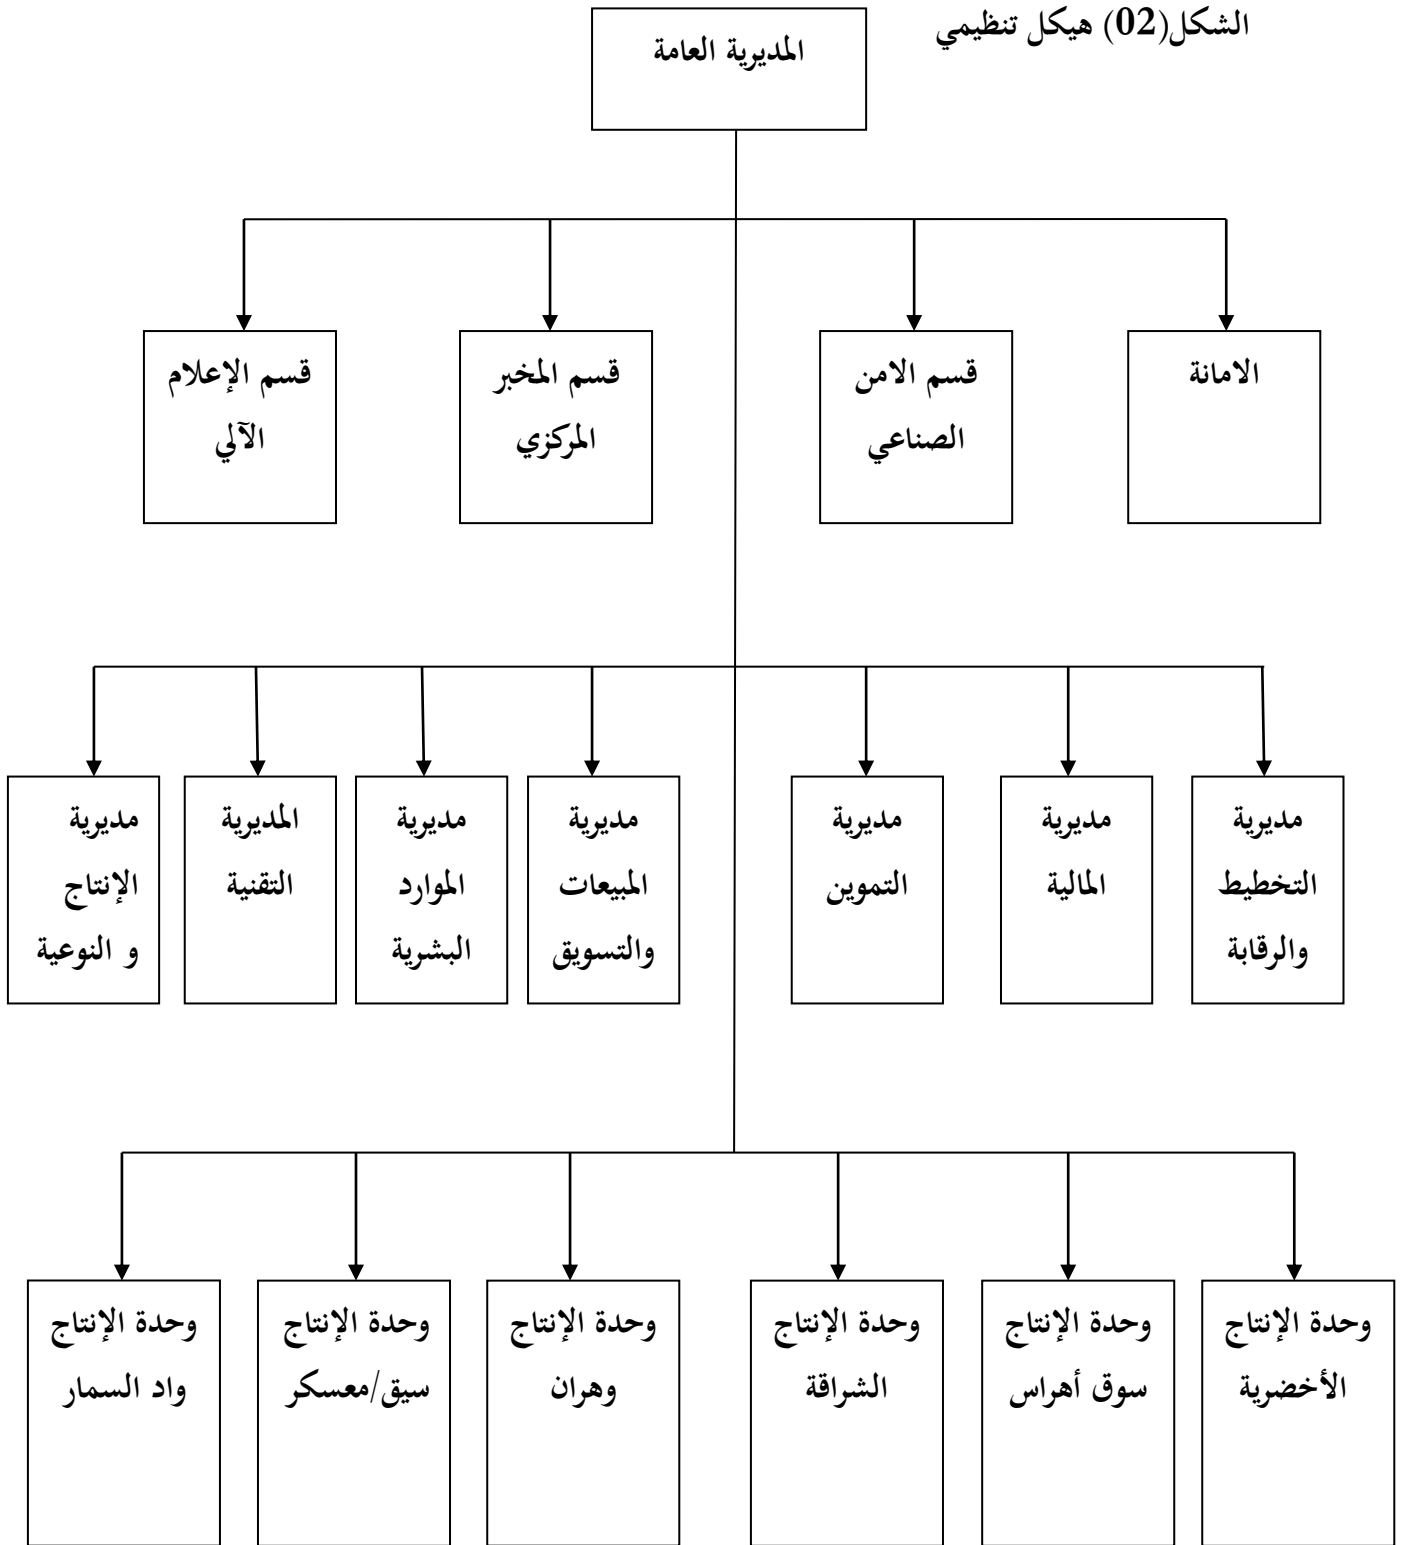 الشكل(02) هيكل تنظيمي
المديرية العامة
الامانة
قسم الامن
الصناعي
قسم المخبر
المركزي
قسم الإعلام
الآلي
مديرية
التخطيط
والرقابة
مديرية
المالية
مديرية
التموين
مديرية
المبيعات
والتسويق
مديرية
الموارد
البشرية
المديرية
التقنية
مديرية
الإنتاج
و النوعية
وحدة الإنتاج
الأخضرية
وحدة الإنتاج
سوق أهراس
وحدة الإنتاج
الشراقة
وحدة الإنتاج
وهران
وحدة الإنتاج
سيق/معسكر
وحدة الإنتاج
واد السمار